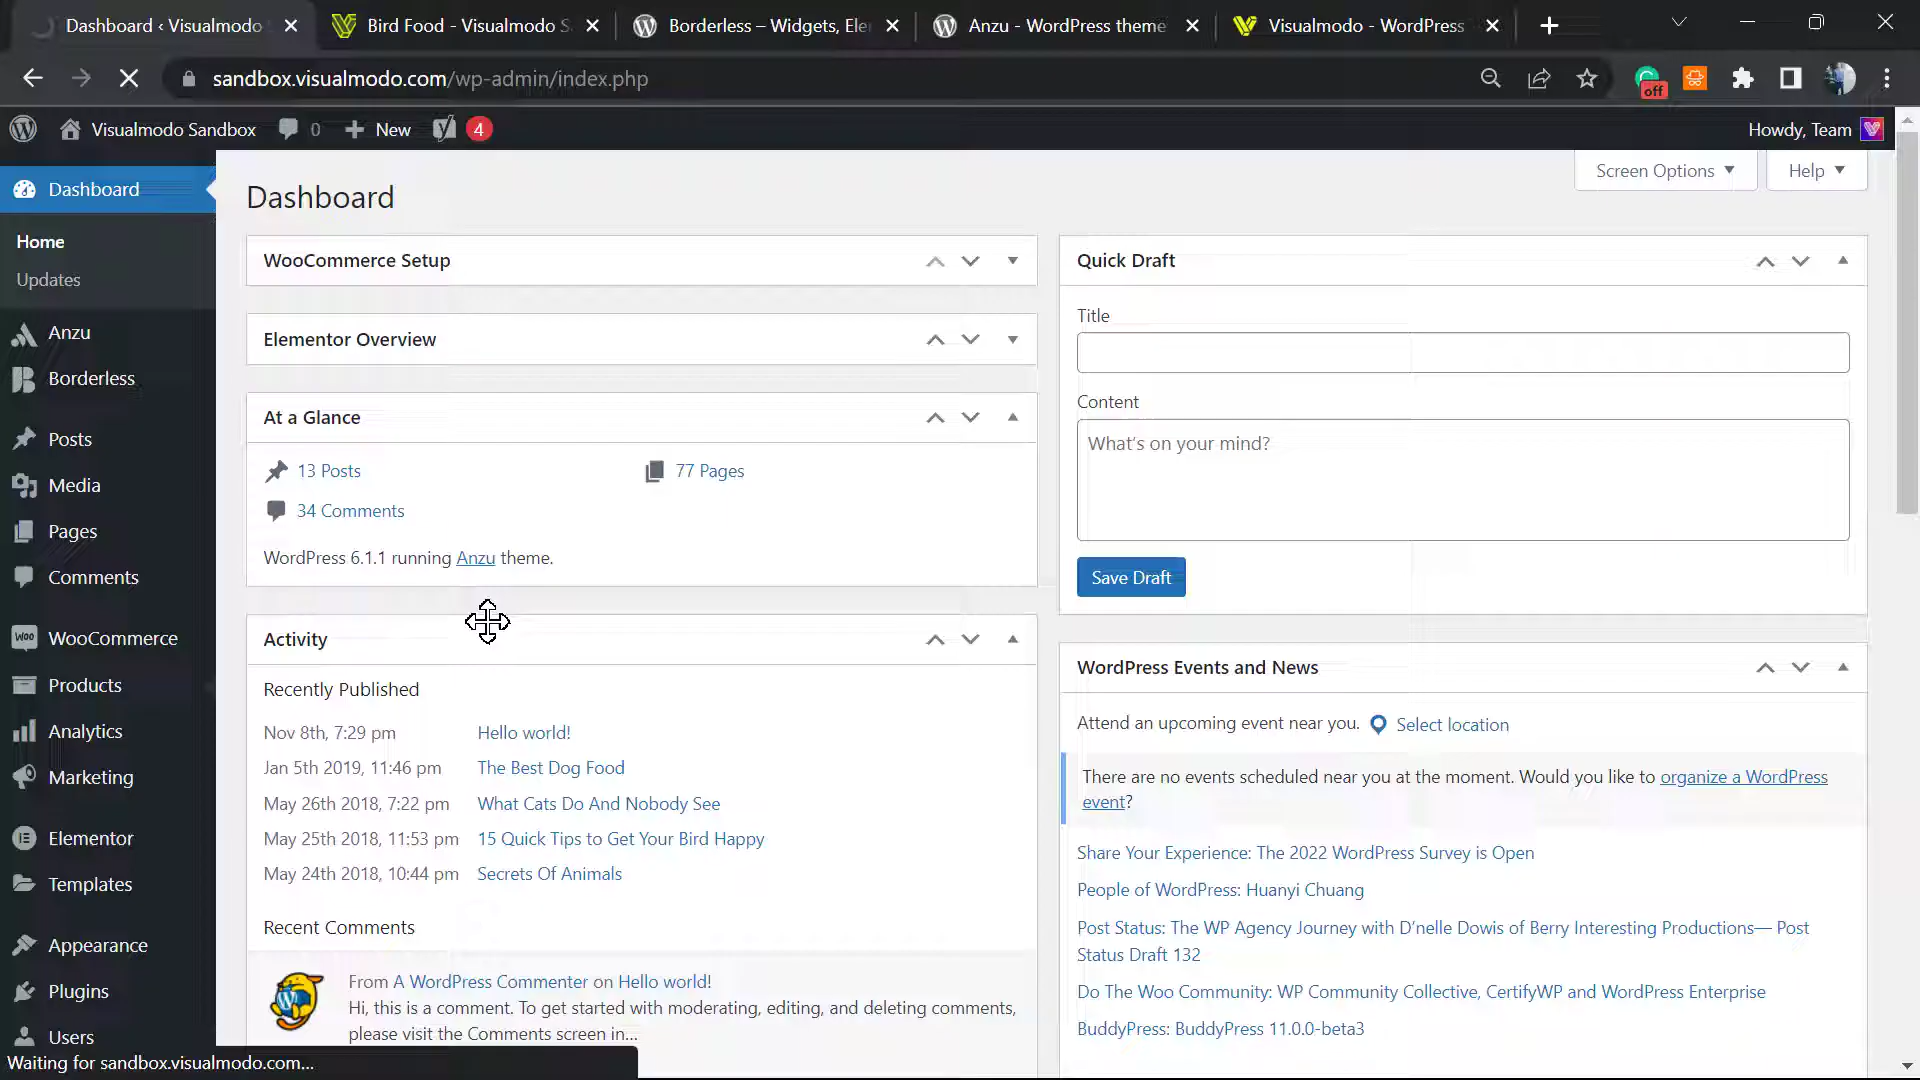 Dashboard ‹ Visualmodo
Bird Food - Visualmodo S
Borderless – Widgets, Ele
Anzu - WordPress theme
Visualmodo - WordPress
sandbox.visualmodo.com/wp-admin/index.php
off
Visualmodo Sandbox
0
New
4
Howdy, Team
Dashboard
Home
Updates
Anzu
Borderless
Posts
Media
Pages
Comments
WooCommerce
Products
Analytics
Marketing
Elementor
Templates
Appearance
Plugins
Users
Waiting for sandbox.visualmodo.com...
Screen Options
Help
Dashboard
WooCommerce Setup
Elementor Overview
At a Glance
13 Posts
77 Pages
34 Comments
WordPress 6.1.1 running Anzu theme.
Activity
Recently Published
Nov 8th, 7:29 pm Hello world!
Jan 5th 2019, 11:46 pm The Best Dog Food
May 26th 2018, 7:22 pm What Cats Do And Nobody See
May 25th 2018, 11:53 pm 15 Quick Tips to Get Your Bird Happy
May 24th 2018, 10:44 pm Secrets Of Animals
Recent Comments
From A WordPress Commenter on Hello world!
Hi, this is a comment. To get started with moderating, editing, and deleting comments,
please visit the Comments screen in…
Quick Draft
Title
Content
What's on your mind?
Save Draft
WordPress Events and News
Attend an upcoming event near you. Select location
There are no events scheduled near you at the moment. Would you like to organize a WordPress
event?
Share Your Experience: The 2022 WordPress Survey is Open
People of WordPress: Huanyi Chuang
Post Status: The WP Agency Journey with D’nelle Dowis of Berry Interesting Productions— Post
Status Draft 132
Do The Woo Community: WP Community Collective, CertifyWP and WordPress Enterprise
BuddyPress: BuddyPress 11.0.0-beta3